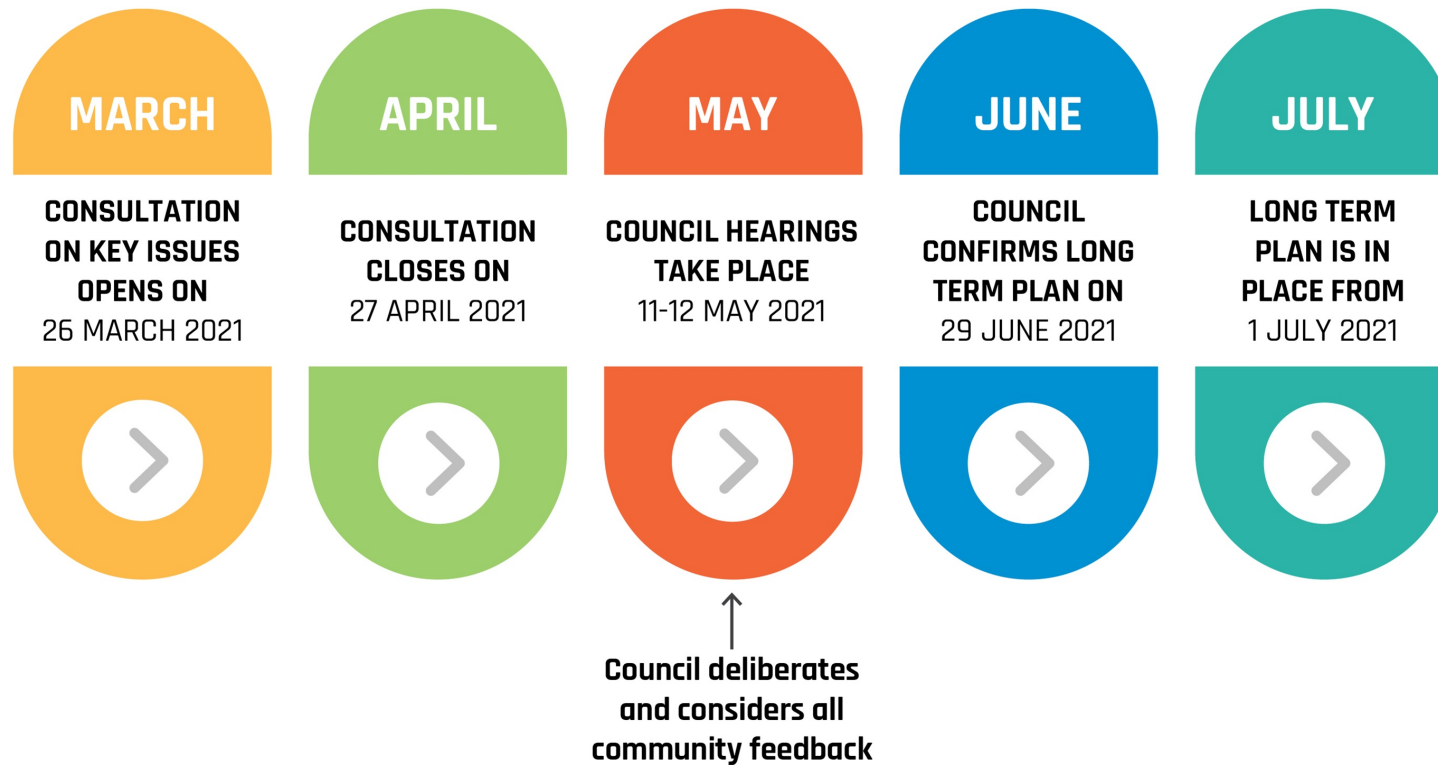 MARCH
CONSULTATION
ON KEY ISSUES
OPENS ON
26 MARCH 2021
APRIL
CONSULTATION
CLOSES ON
27 APRIL 2021
MAY
COUNCIL HEARINGS
TAKE PLACE
11-12 MAY 2021
Council deliberates
and considers all
community feedback
JUNE
COUNCIL
CONFIRMS LONG
TERM PLAN ON
29 JUNE 2021
JULY
LONG TERM
PLAN IS IN
PLACE FROM
1 JULY 2021